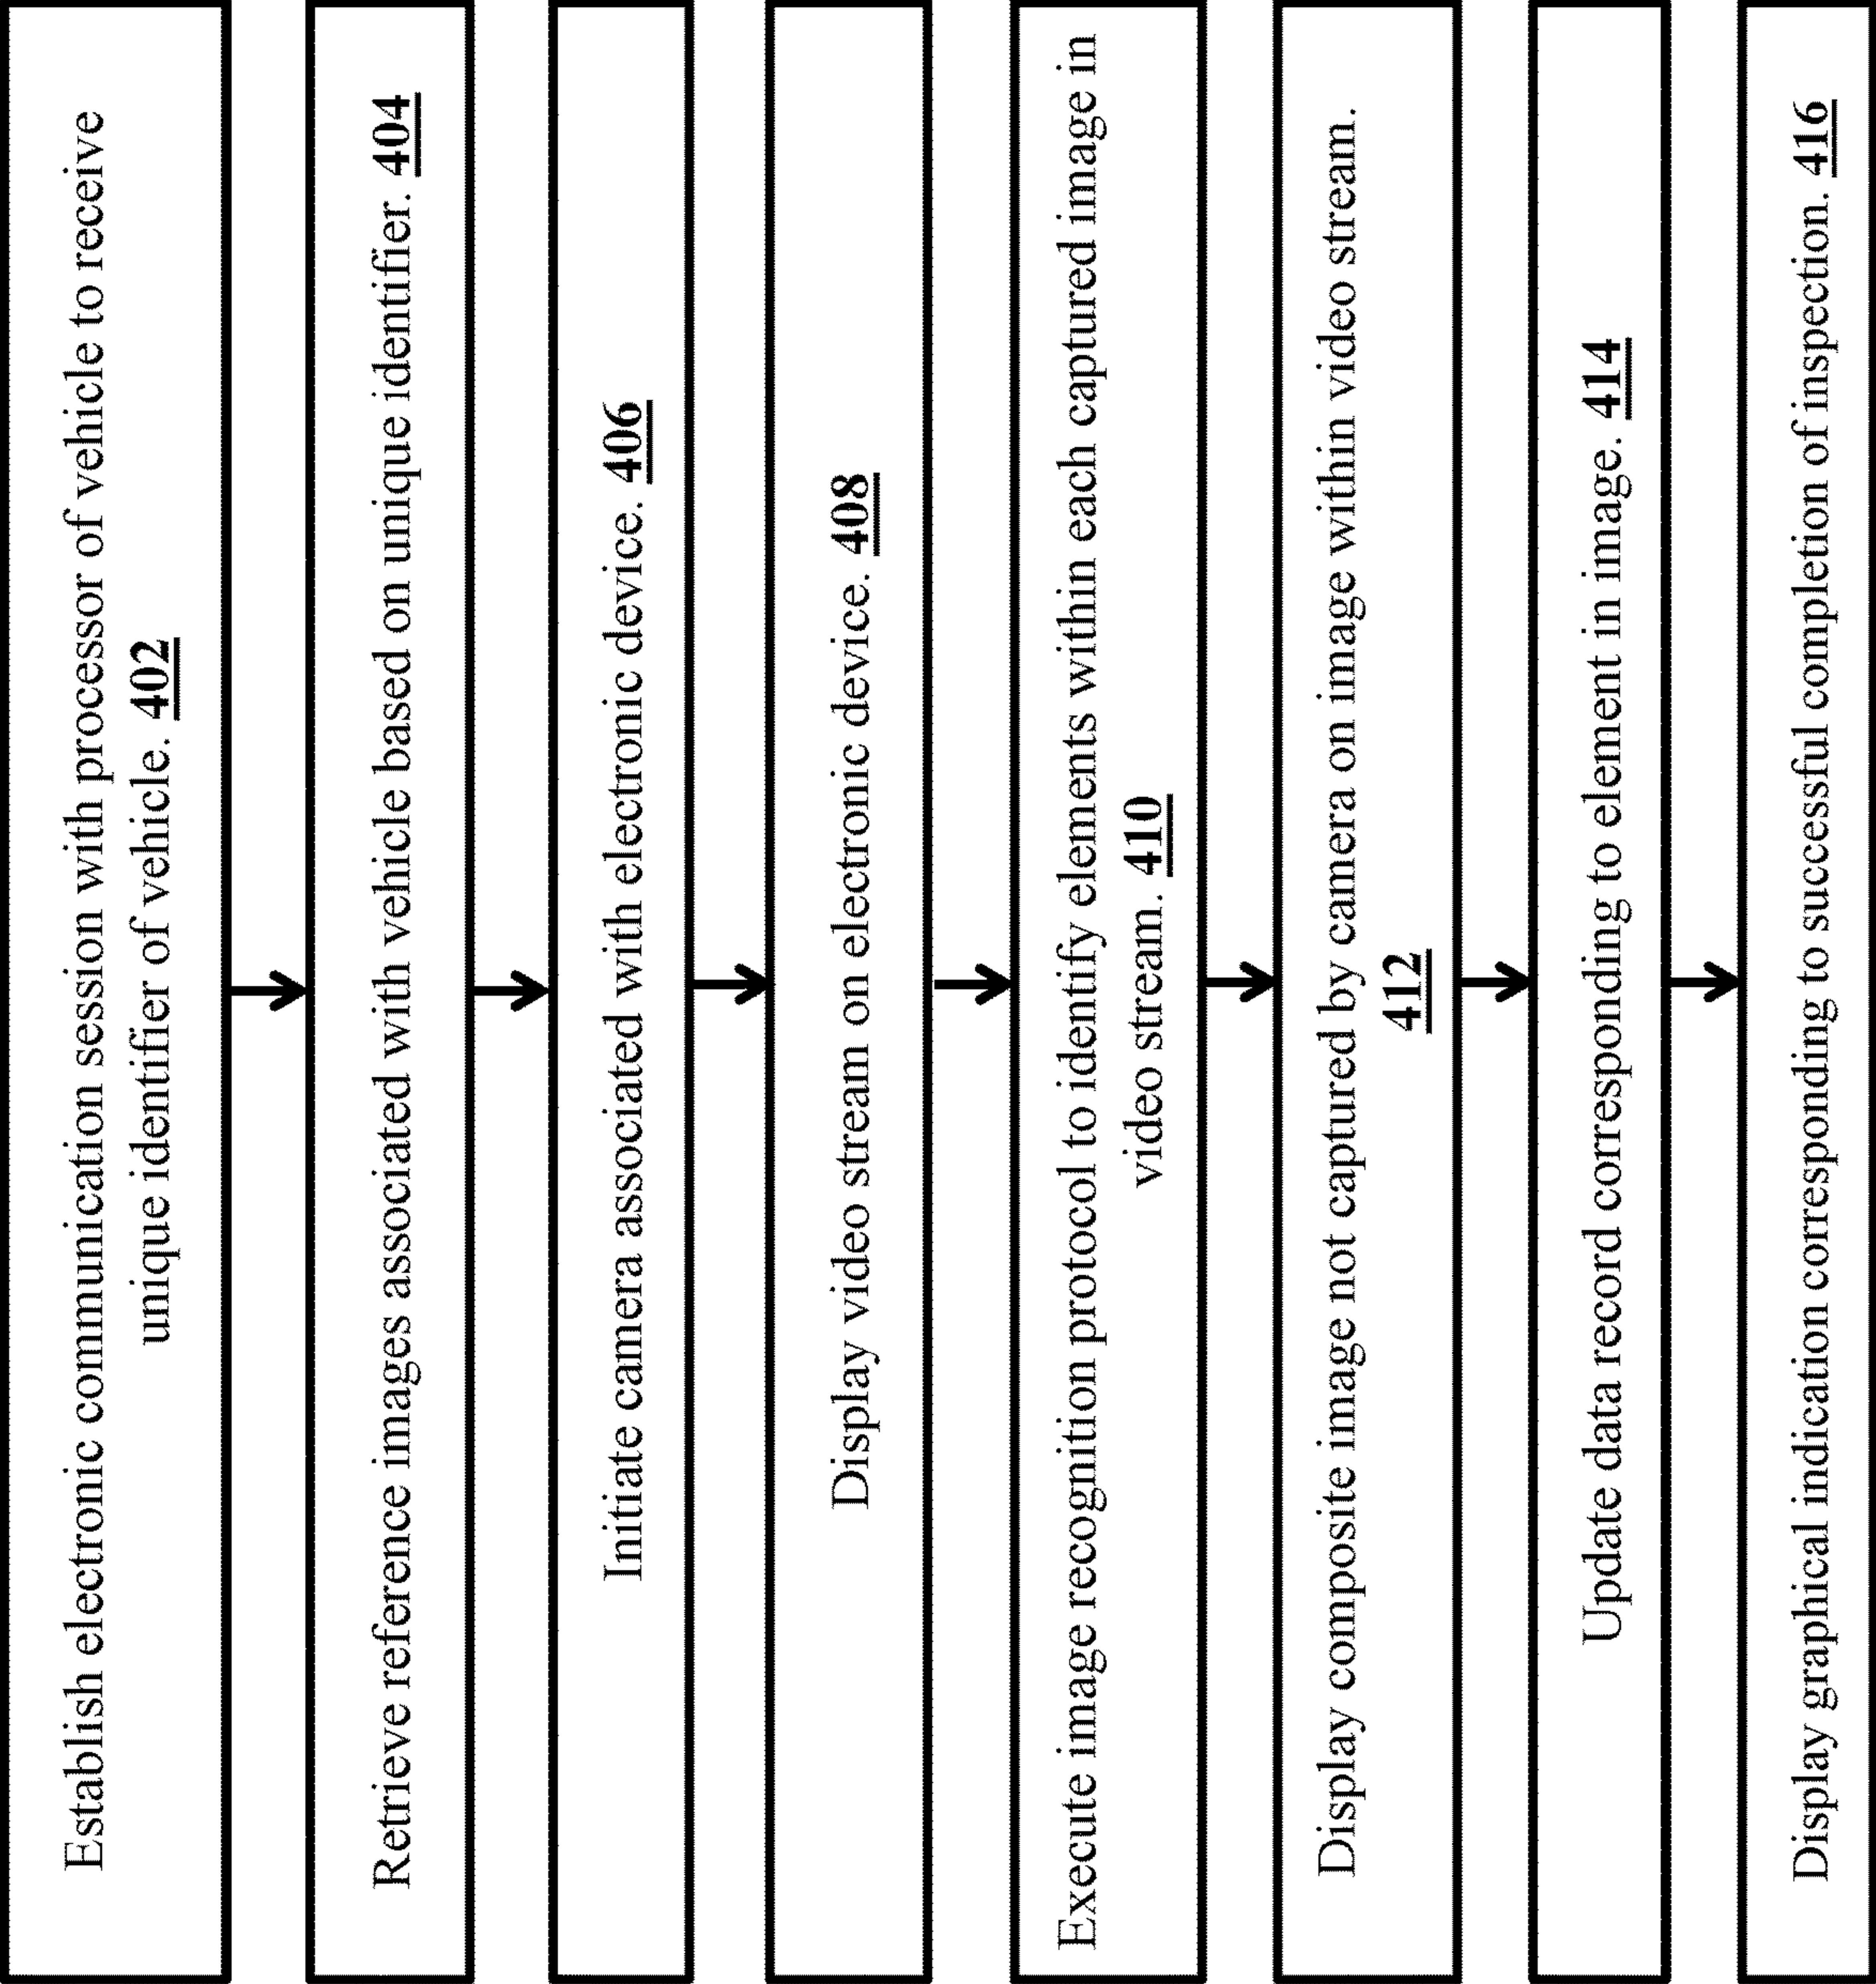 Establish electronic communication session with processor of vehicle to receive
unique identifier of vehicle. 402
Retrieve reference images associated with vehicle based on unique identifier. 404
Initiate camera associated with electronic device. 406
Display video stream on electronic device. 408
Execute image recognition protocol to identify elements within each captured image in
video stream. 410
Display composite image not captured by camera on image within video stream.
412
Update data record corresponding to element in image. 414
Display graphical indication corresponding to successful completion of inspection. 416